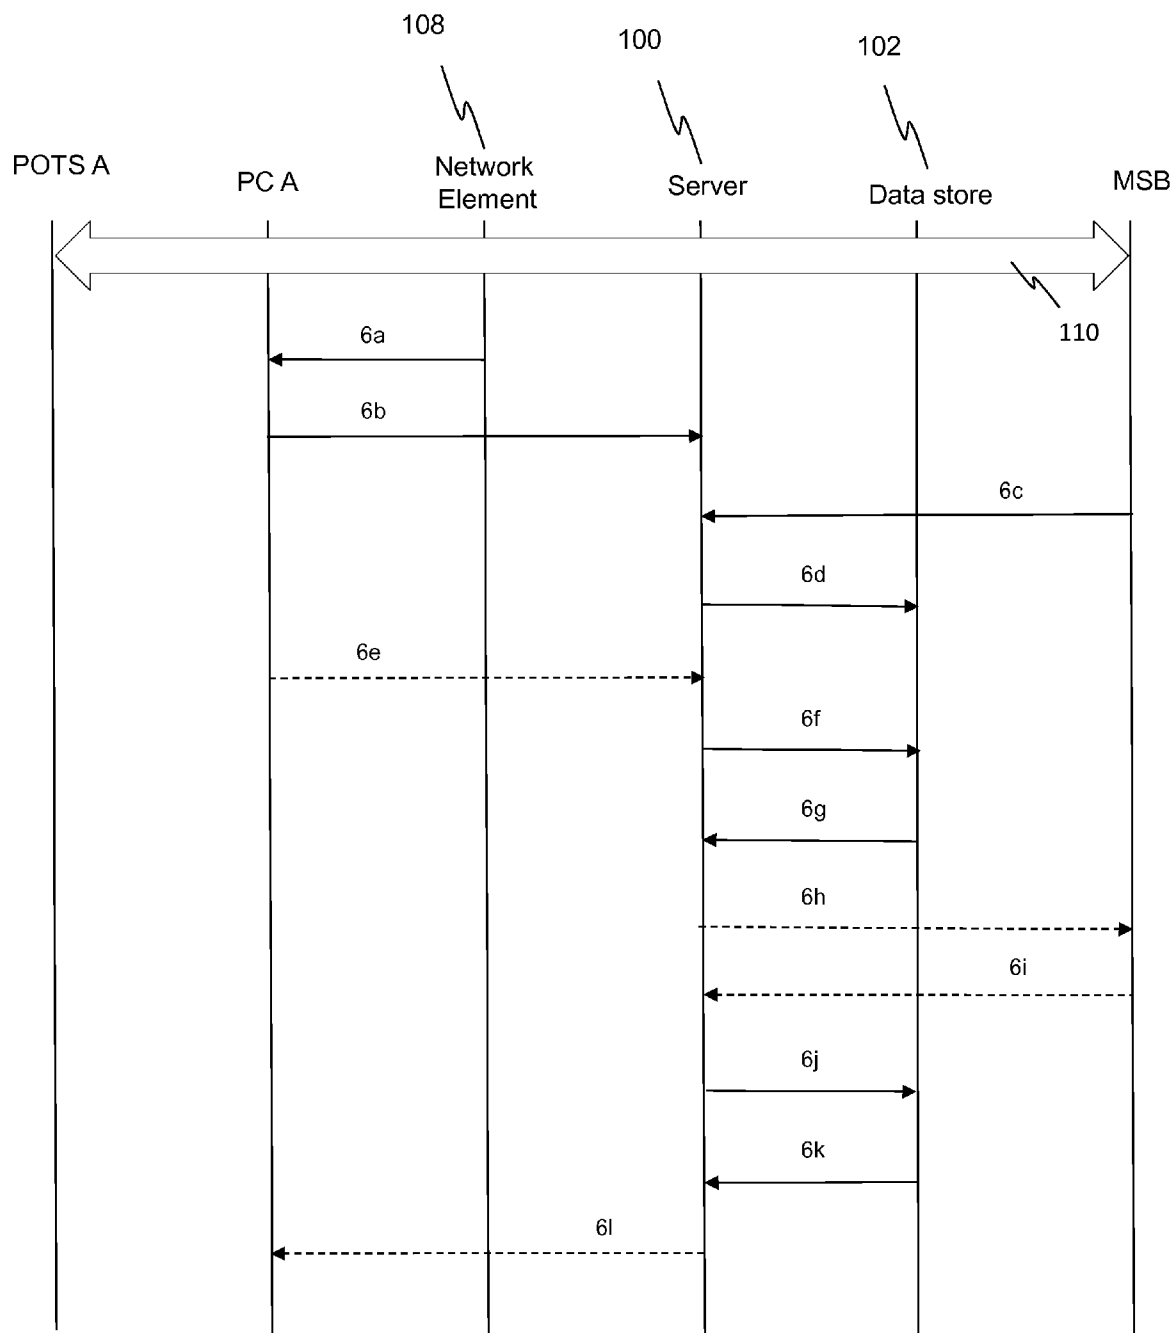 108
100
102
POTS A
PC A
Network
Element
Server
Data store
MSB
110
6a
6b
6c
6d
6e
6f
6g
6h
6i
6j
6k
6l